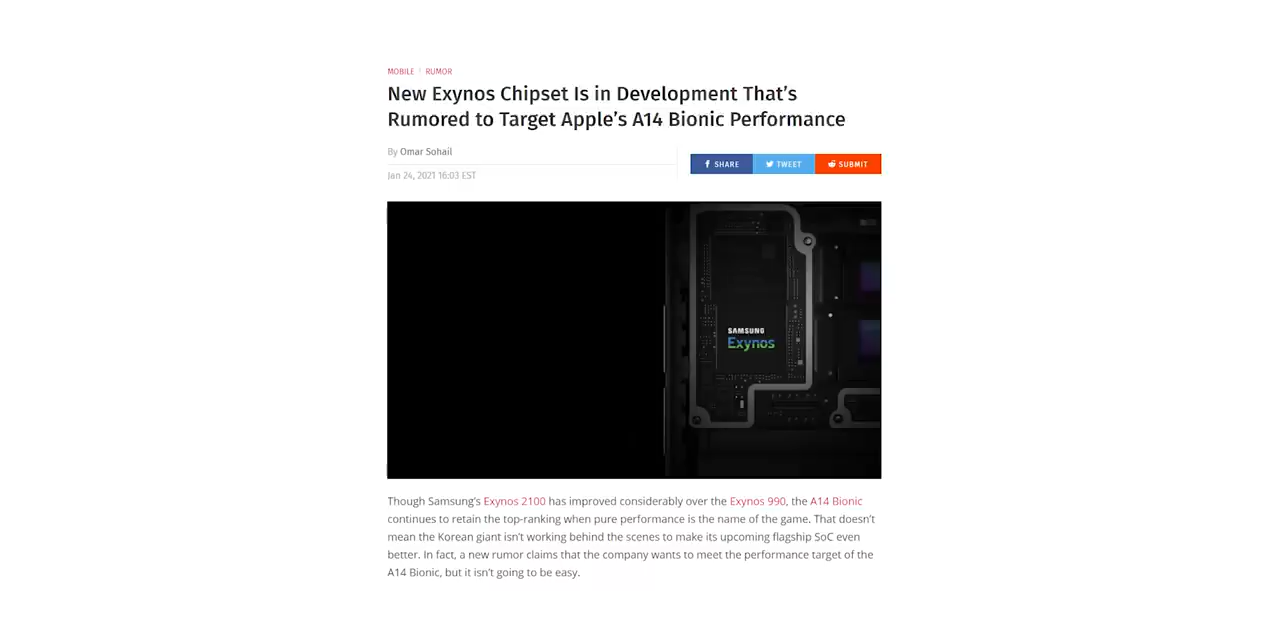 MOBILE RUMOR
New Exynos Chipset Is in Development That's
Rumored to Target Apple's A14 Bionic Performance
By Omar Sohail
SHARE TWEET SUBMIT
Jan 24, 2021 16:03 EST
SAMSUNG
Exynos
Though Samsung's Exynos 2100 has improved considerably over the Exynos 990, the A14 Bionic
continues to retain the top-ranking when pure performance is the name of the game. That doesn't
mean the Korean giant isn't working behind the scenes to make its upcoming flagship SoC even
better. In fact, a new rumor claims that the company wants to meet the performance target of the
A14 Bionic, but it isn't going to be easy.